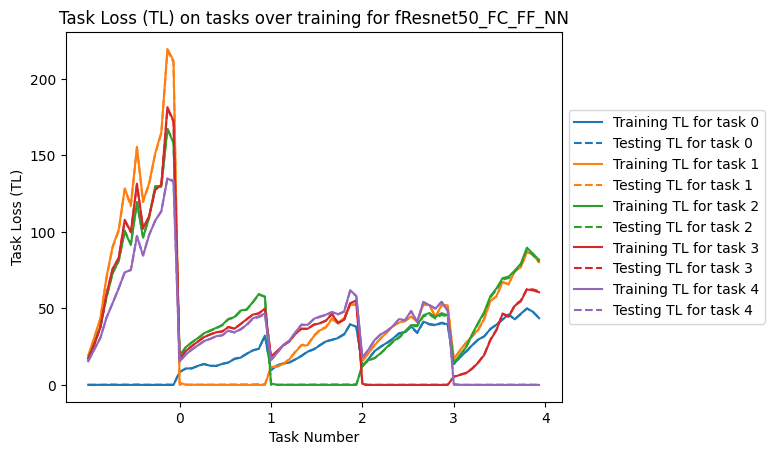 Task Loss (TL) on tasks over training for fResnet50_FC_FF_NN
Task Loss (TL)
200
150
100
50
0
0 1 2 3 4
Task Number
Training TL for task 0
Testing TL for task 0
Training TL for task 1
Testing TL for task 1
Training TL for task 2
Testing TL for task 2
Training TL for task 3
Testing TL for task 3
Training TL for task 4
Testing TL for task 4